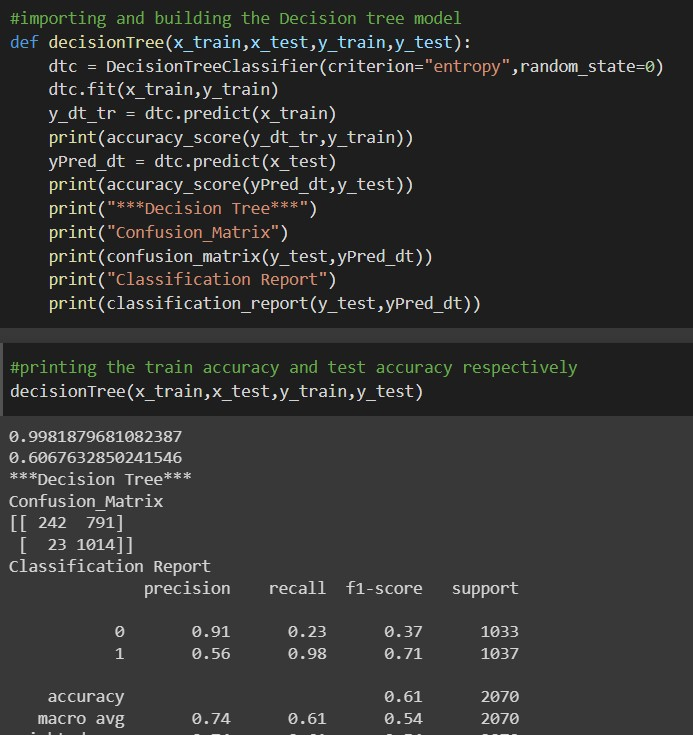 #importing and building the Decision tree model
def decisionTree(x_train,x_test,y_train,y_test):
    dtc = DecisionTreeClassifier(criterion="entropy",random_state=0)
    dtc.fit(x_train,y_train)
    y_dt_tr = dtc.predict(x_train)
    print(accuracy_score(y_dt_tr,y_train))
    yPred_dt = dtc.predict(x_test)
    print(accuracy_score(yPred_dt,y_test))
    print("***Decision Tree***")
    print("Confusion_Matrix")
    print(confusion_matrix(y_test,yPred_dt))
    print("Classification Report")
    print(classification_report(y_test,yPred_dt))
#printing the train accuracy and test accuracy respectively
decisionTree(x_train,x_test,y_train,y_test)
0.9981879681082387
0.6067632850241546
***Decision Tree***
Confusion_Matrix
[[ 242  791]
 [  23 1014]]
Classification Report
              precision    recall  f1-score   support
           0       0.91      0.23      0.37      1033
           1       0.56      0.98      0.71      1037
    accuracy                           0.61      2070
   macro avg       0.74      0.61      0.54      2070